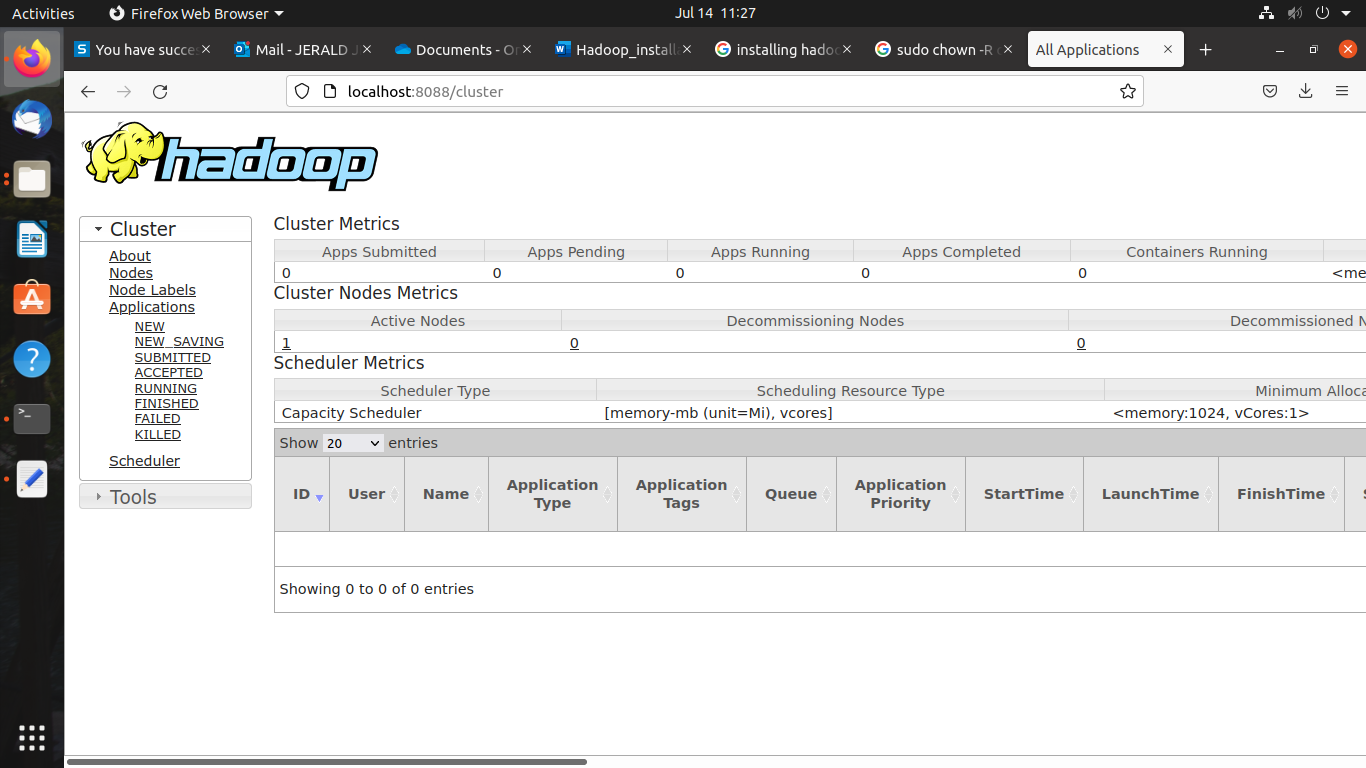 Activities Firefox Web Browser Jul 14 11:27
You have succes Mail - JERALD J Documents - On Hadoop_install installing hadoo sudo chown -R All Applications
localhost:8088/cluster
hadoop
Cluster
About
Nodes
Node Labels
Applications
NEW
NEW_SAVING
SUBMITTED
ACCEPTED
RUNNING
FINISHED
FAILED
KILLED
Scheduler
Tools
Cluster Metrics
Apps Submitted Apps Pending Apps Running Apps Completed Containers Running
0 0 0 0 0 <me
Cluster Nodes Metrics
Active Nodes Decommissioning Nodes Decommissioned N
1 0 0
Scheduler Metrics
Scheduler Type Scheduling Resource Type Minimum Alloca
Capacity Scheduler [memory-mb (unit=Mi), vcores] <memory:1024, vCores:1>
Show 20 entries
ID User Name Application Type Application Tags Queue Application Priority StartTime LaunchTime FinishTime S
Showing 0 to 0 of 0 entries